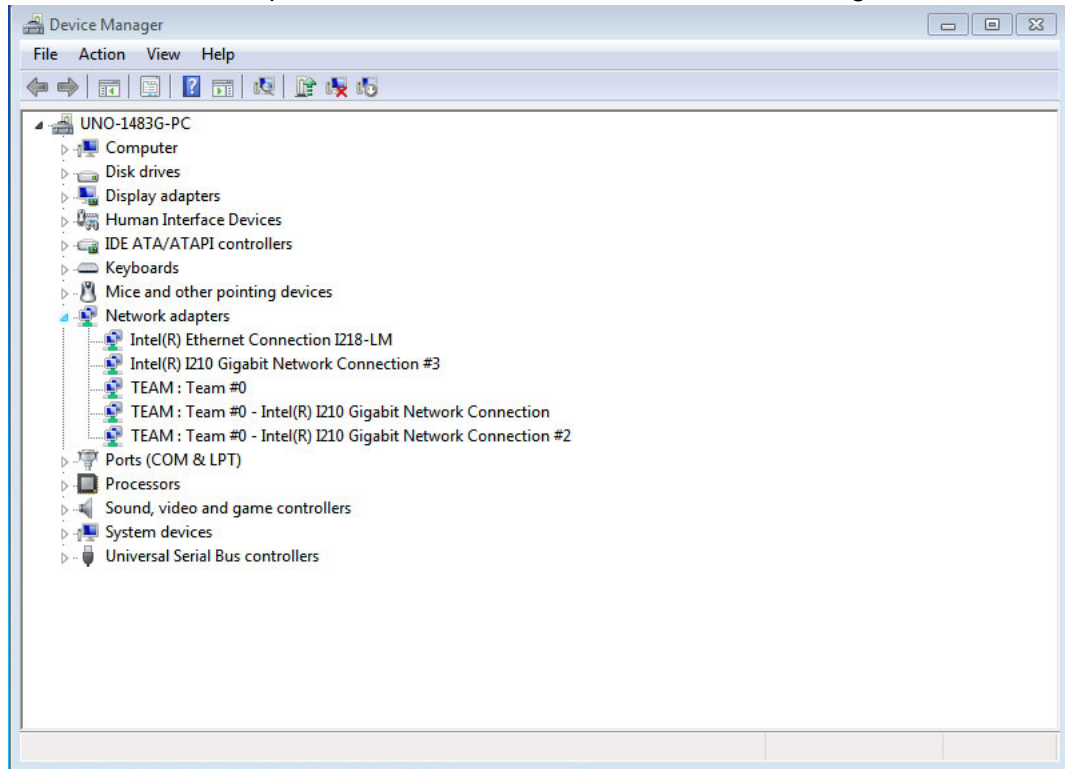 Device Manager
File Action View Help
UNO-1483G-PC
Computer
Disk drives
Display adapters
Human Interface Devices
IDE ATA/ATAPI controllers
Keyboards
Mice and other pointing devices
Network adapters
Intel(R) Ethernet Connection I218-LM
Intel(R) I210 Gigabit Network Connection #3
TEAM : Team #0
TEAM : Team #0 - Intel(R) I210 Gigabit Network Connection
TEAM : Team #0 - Intel(R) I210 Gigabit Network Connection #2
Ports (COM & LPT)
Processors
Sound, video and game controllers
System devices
Universal Serial Bus controllers